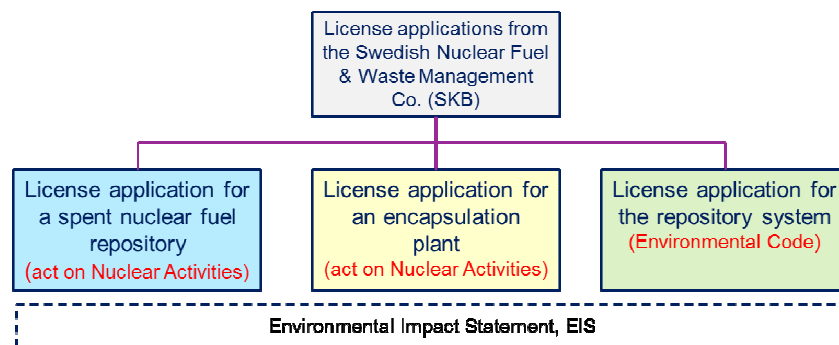 License applications from
the Swedish Nuclear Fuel
& Waste Management
Co. (SKB)
License application for
a spent nuclear fuel
repository
(act on Nuclear Activities)
License application for
an encapsulation
plant
(act on Nuclear Activities)
License application for
the repository system
(Environmental Code)
Environmental Impact Statement, EIS